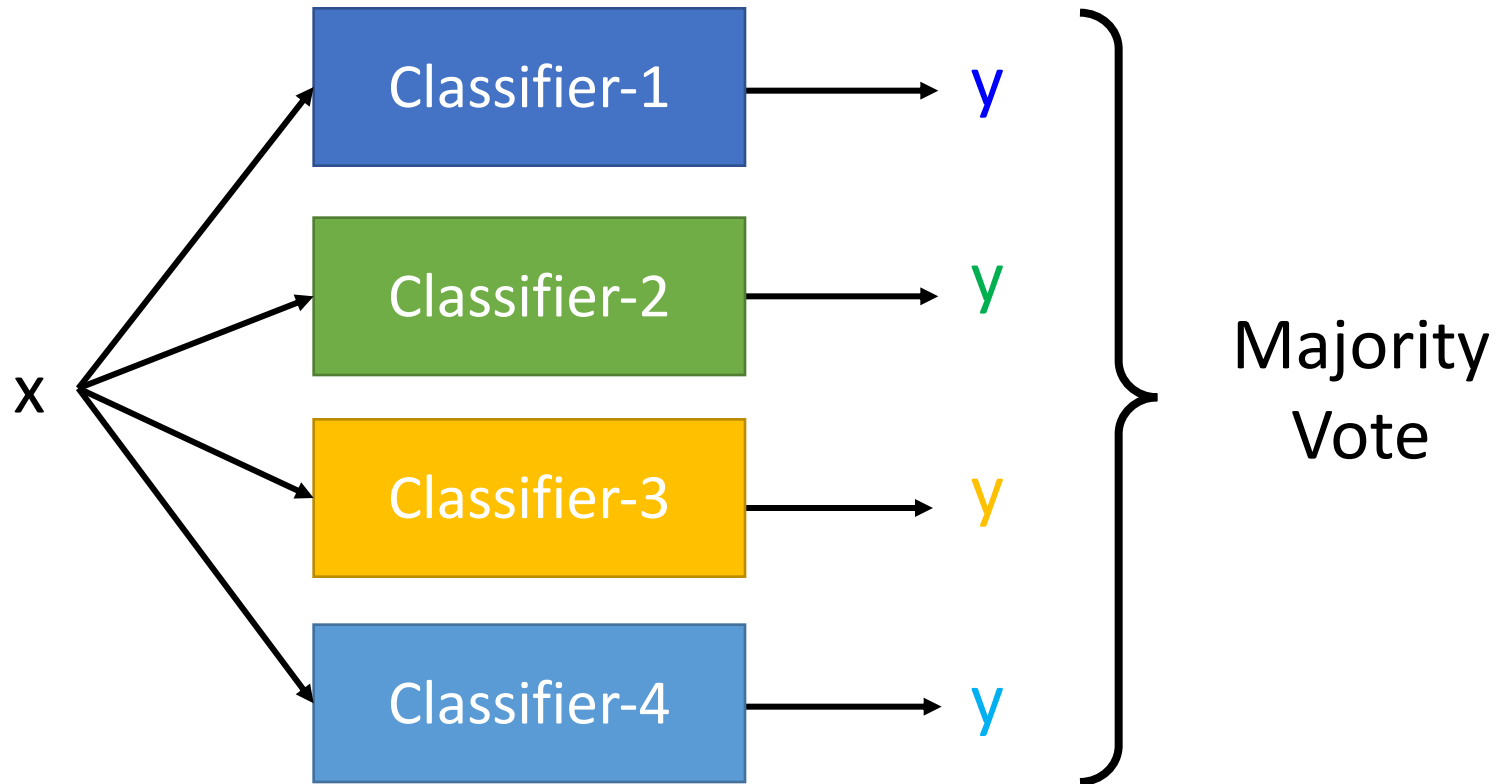 Classifier-1
y
Classifier-2
y
x
Classifier-3
y
Classifier-4
y
Majority
Vote